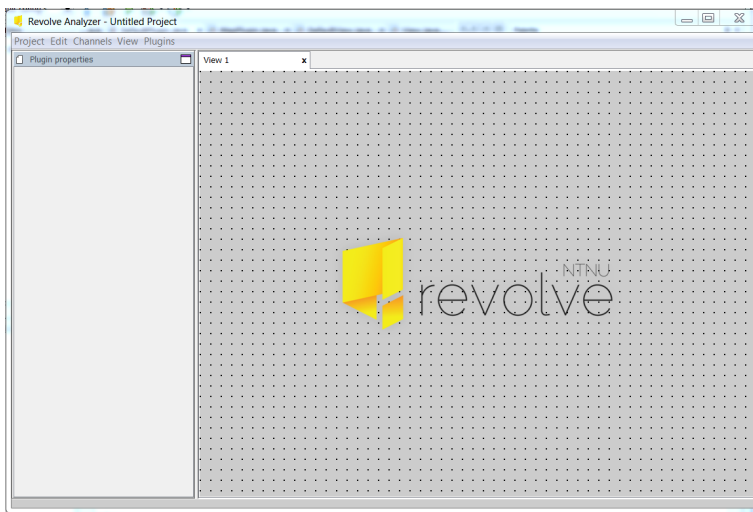 Revolve Analyzer - Untitled Project
Project Edit Channels View Plugins
Plugin properties
View 1 x
NTNU
revolve